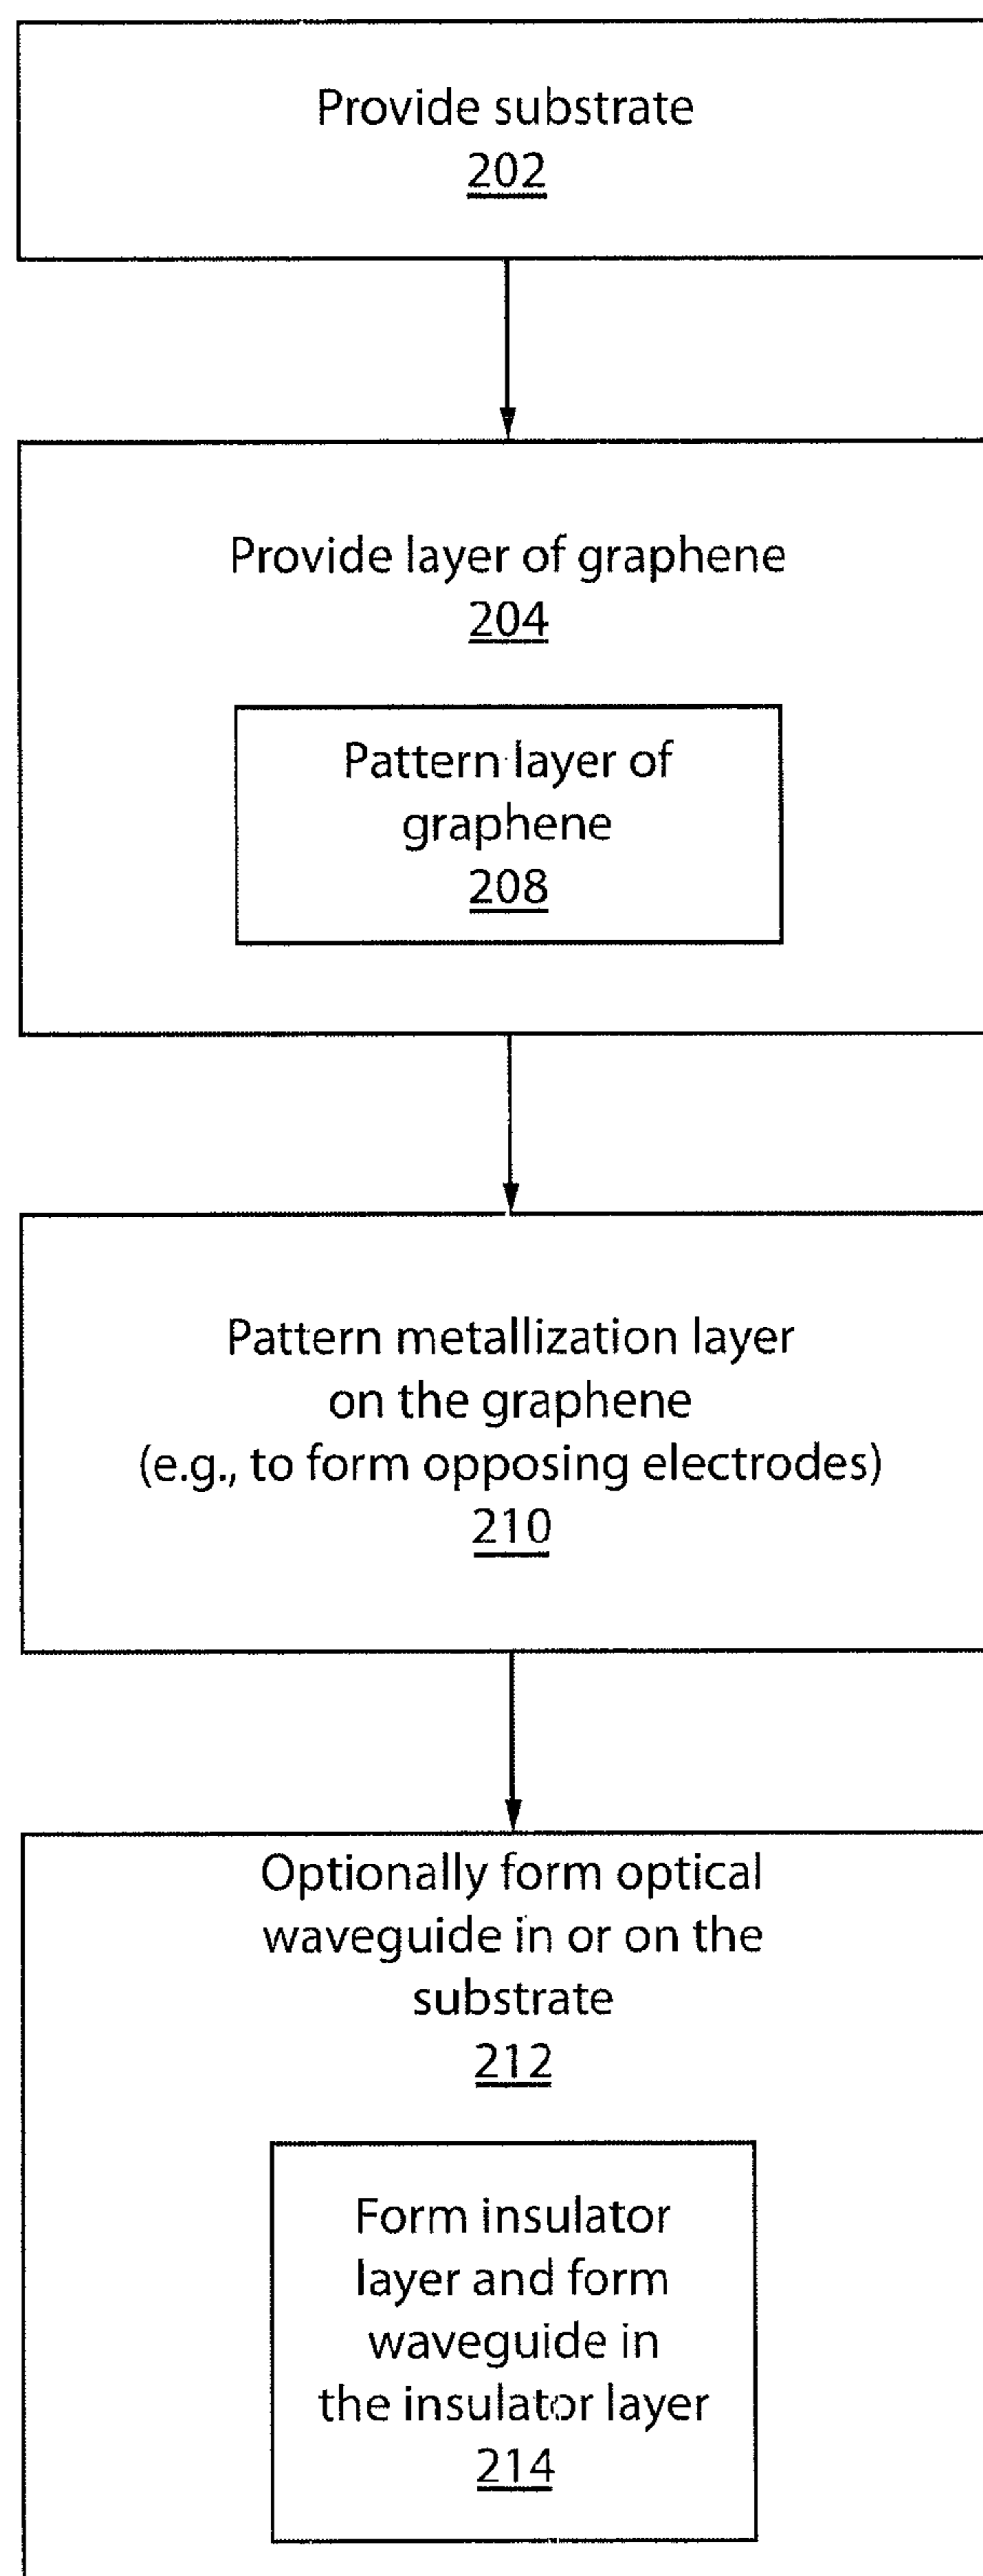 Provide substrate
202
Provide layer of graphene
204
Pattern layer of
graphene
208
Pattern metallization layer
on the graphene
(e.g., to form opposing electrodes)
210
Optionally form optical
waveguide in or on the
substrate
212
Form insulator
layer and form
waveguide in
the insulator layer
214